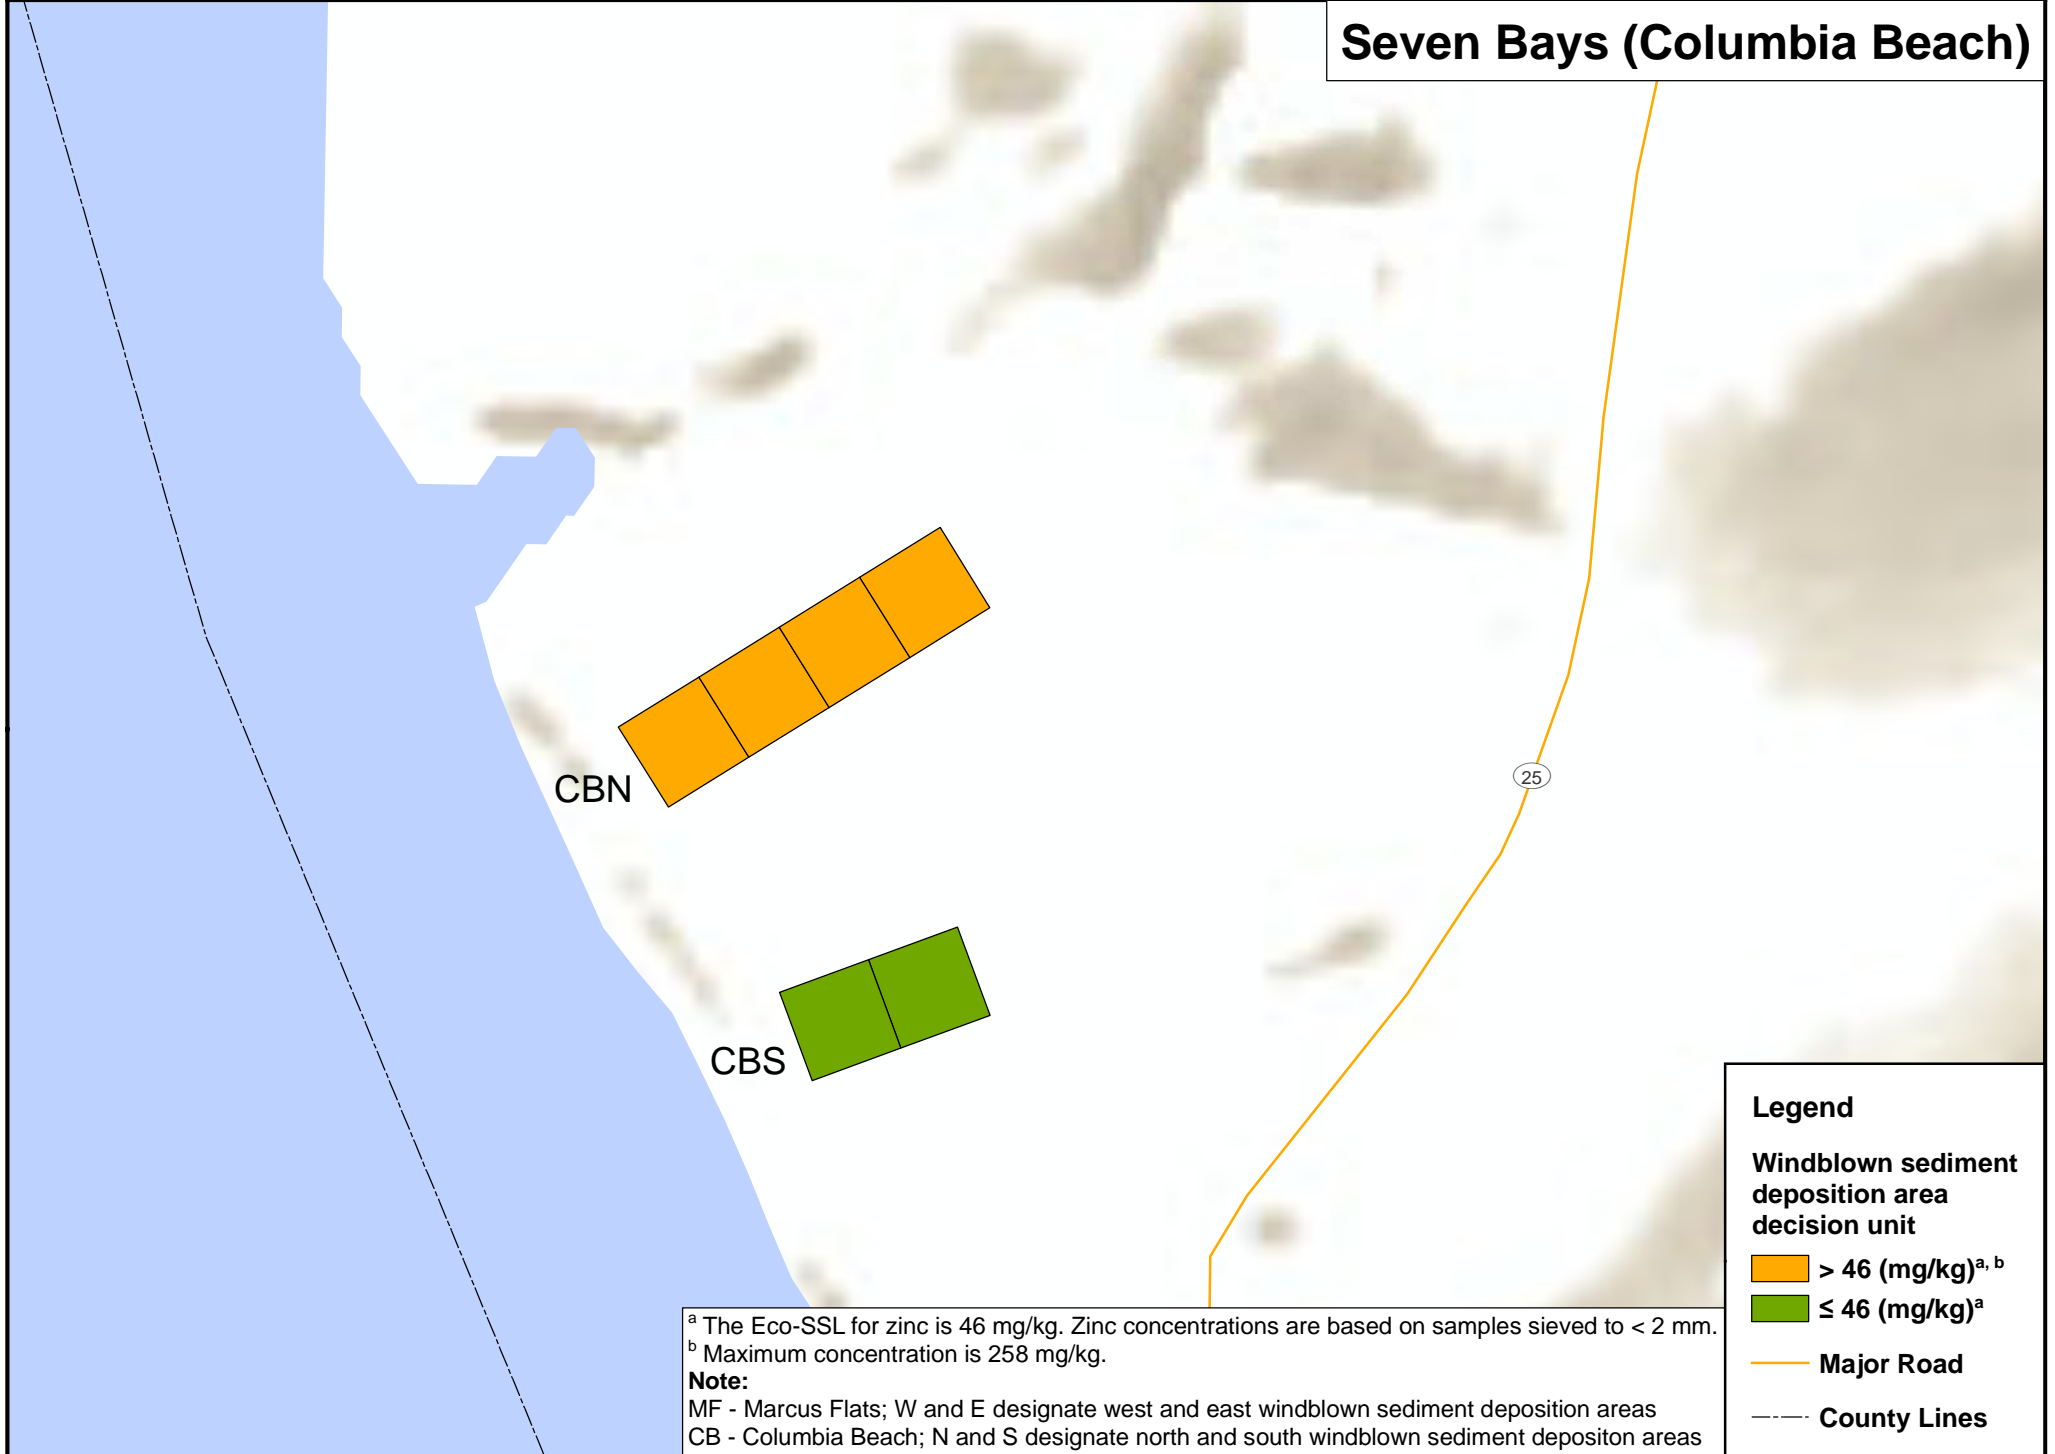 Seven Bays (Columbia Beach)
CBN
25
CBS
Legend
Windblown sediment
deposition area
decision unit
> 46 (mg/kg)a, b
≤ 46 (mg/kg)a
Major Road
County Lines
a The Eco-SSL for zinc is 46 mg/kg. Zinc concentrations are based on samples sieved to < 2 mm.
b Maximum concentration is 258 mg/kg.
Note:
MF - Marcus Flats; W and E designate west and east windblown sediment deposition areas
CB - Columbia Beach; N and S designate north and south windblown sediment depositon areas